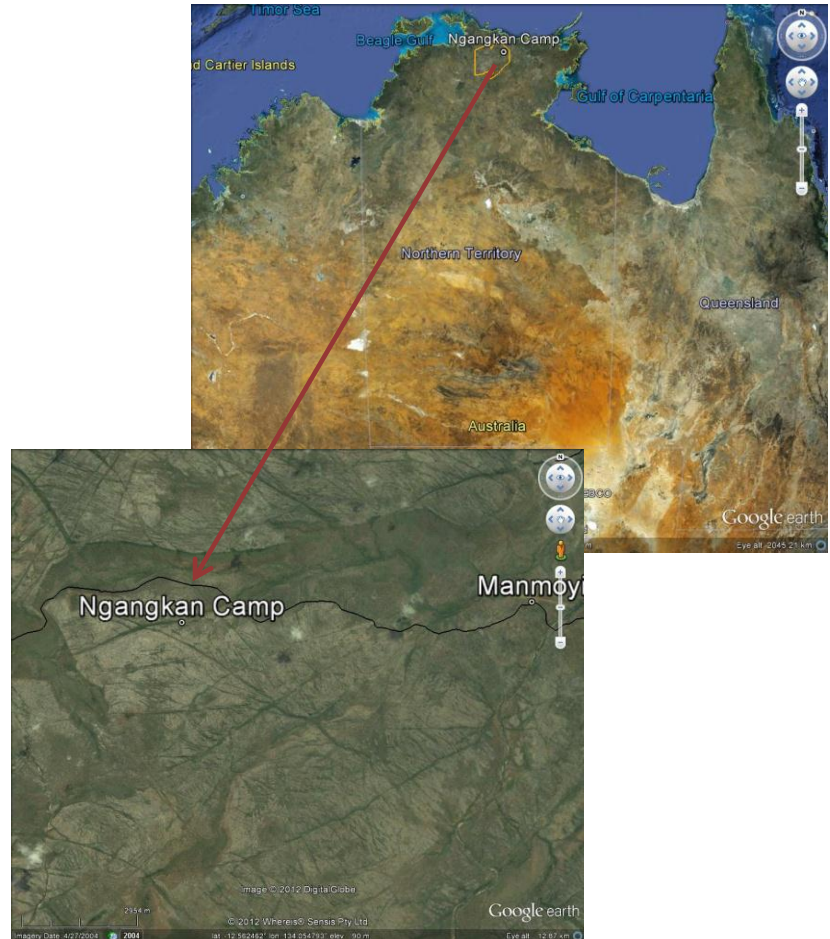 Timor Sea
N
Beagle Gulf
Ngangkan Camp
d Cartier Islands
Gulf of Carpentaria
Northern Territory
Queensland
Australia
Google earth
Eye alt 2045.21 km
N
Manmoyi
Ngangkan Camp
Image © 2012 DigitalGlobe
2954 m
© 2012 Whereis® Sensis Pty Ltd
Google earth
Imagery Date: 4/27/2004
2004
lat -12.562462° lon 134.054793° elev 90 m
Eye alt 12.67 km